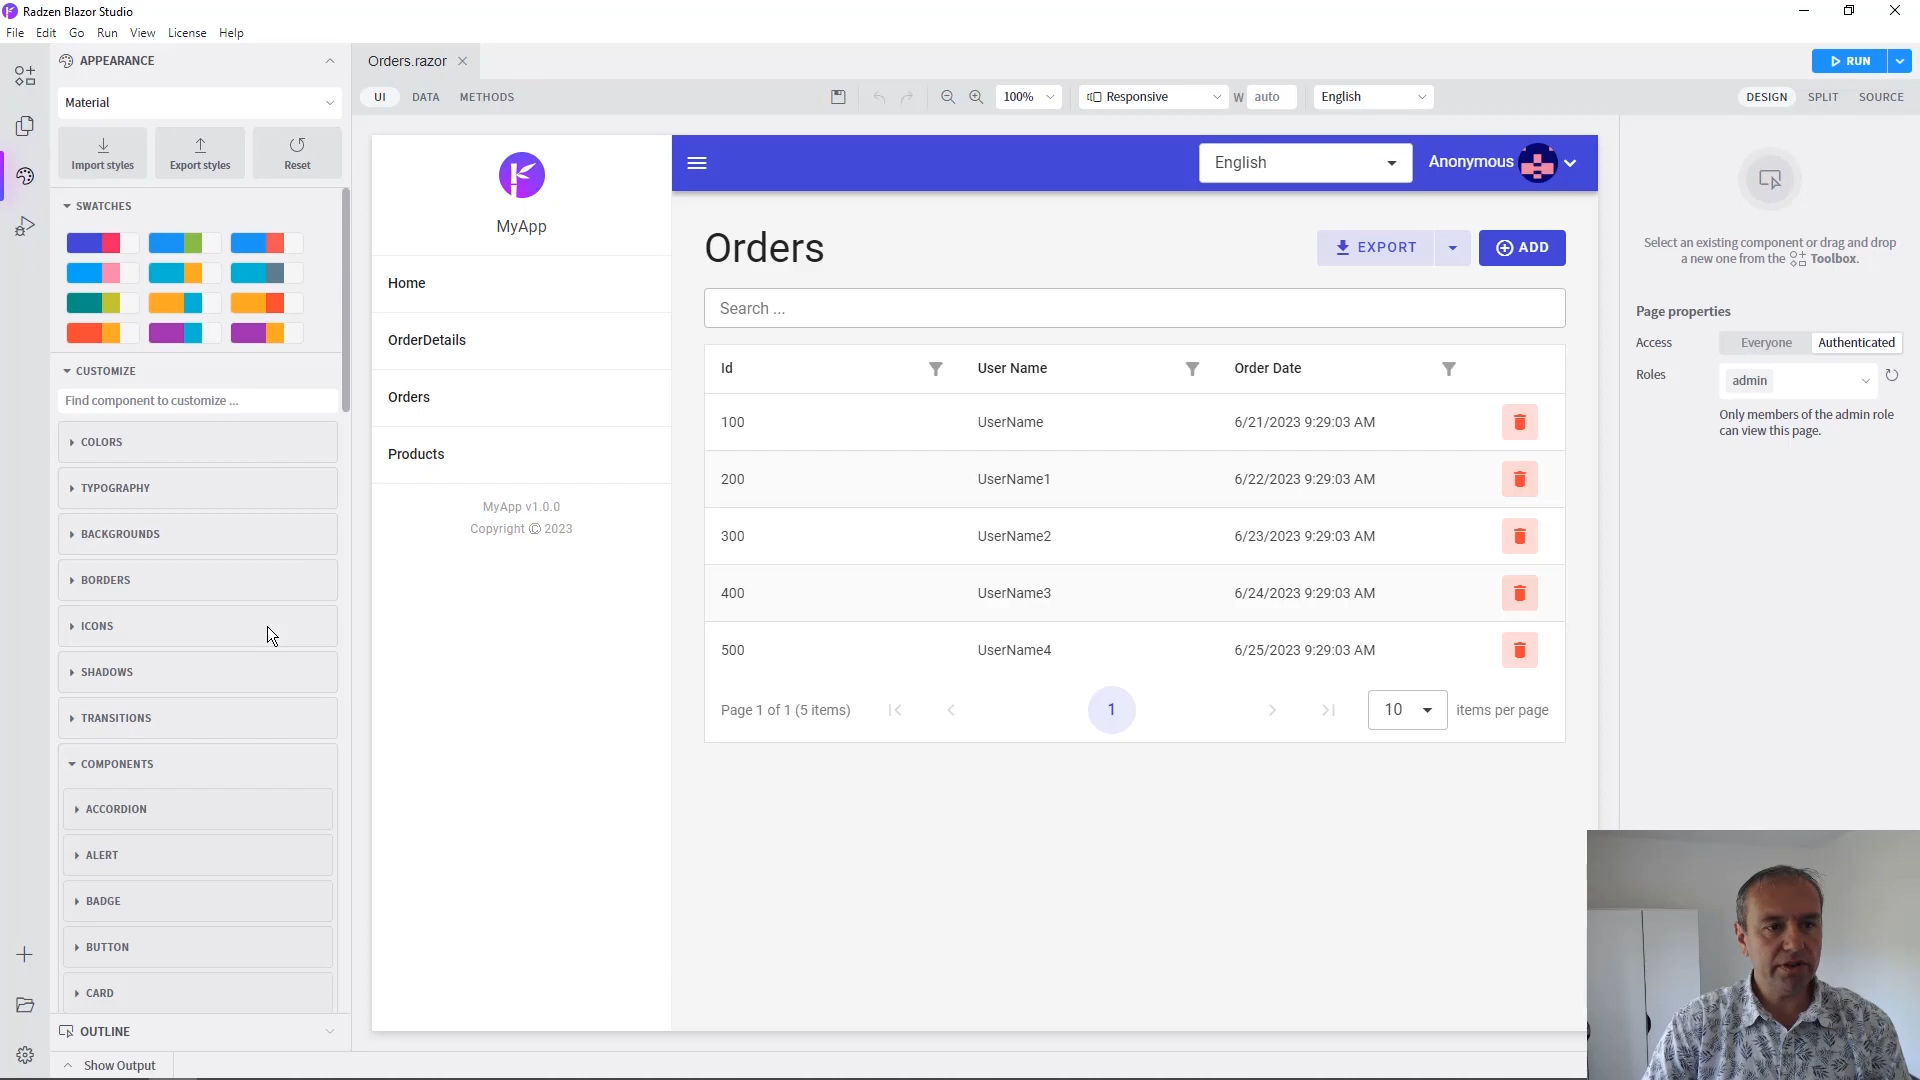 Radzen Blazor Studio
File Edit Go Run View License Help
APPEARANCE
Material
Import styles Export styles Reset
SWATCHES
CUSTOMIZE
Find component to customize ...
COLORS
TYPOGRAPHY
BACKGROUNDS
BORDERS
ICONS
SHADOWS
TRANSITIONS
COMPONENTS
ACCORDION
ALERT
BADGE
BUTTON
CARD
OUTLINE
Show Output
Orders.razor
RUN
UI DATA METHODS
100% Responsive W auto English
DESIGN SPLIT SOURCE
MyApp
Home
OrderDetails
Orders
Products
MyApp v1.0.0
Copyright © 2023
English Anonymous
Orders
EXPORT ADD
Search ...
Id User Name Order Date
100 UserName 6/21/2023 9:29:03 AM
200 UserName1 6/22/2023 9:29:03 AM
300 UserName2 6/23/2023 9:29:03 AM
400 UserName3 6/24/2023 9:29:03 AM
500 UserName4 6/25/2023 9:29:03 AM
Page 1 of 1 (5 items) 1 10 items per page
Select an existing component or drag and drop
a new one from the Toolbox.
Page properties
Access Everyone Authenticated
Roles admin
Only members of the admin role
can view this page.